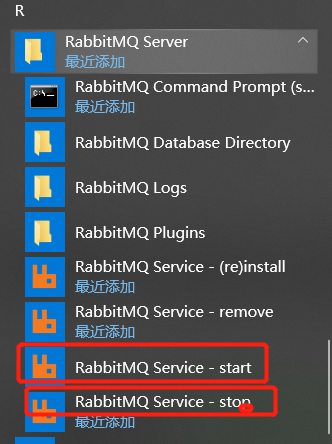 R
RabbitMQ Server
最近添加
RabbitMQ Command Prompt (s...
最近添加
RabbitMQ Database Directory
RabbitMQ Logs
RabbitMQ Plugins
RabbitMQ Service - (re)install
最近添加
RabbitMQ Service - remove
最近添加
RabbitMQ Service - start
RabbitMQ Service - stop
最近添加